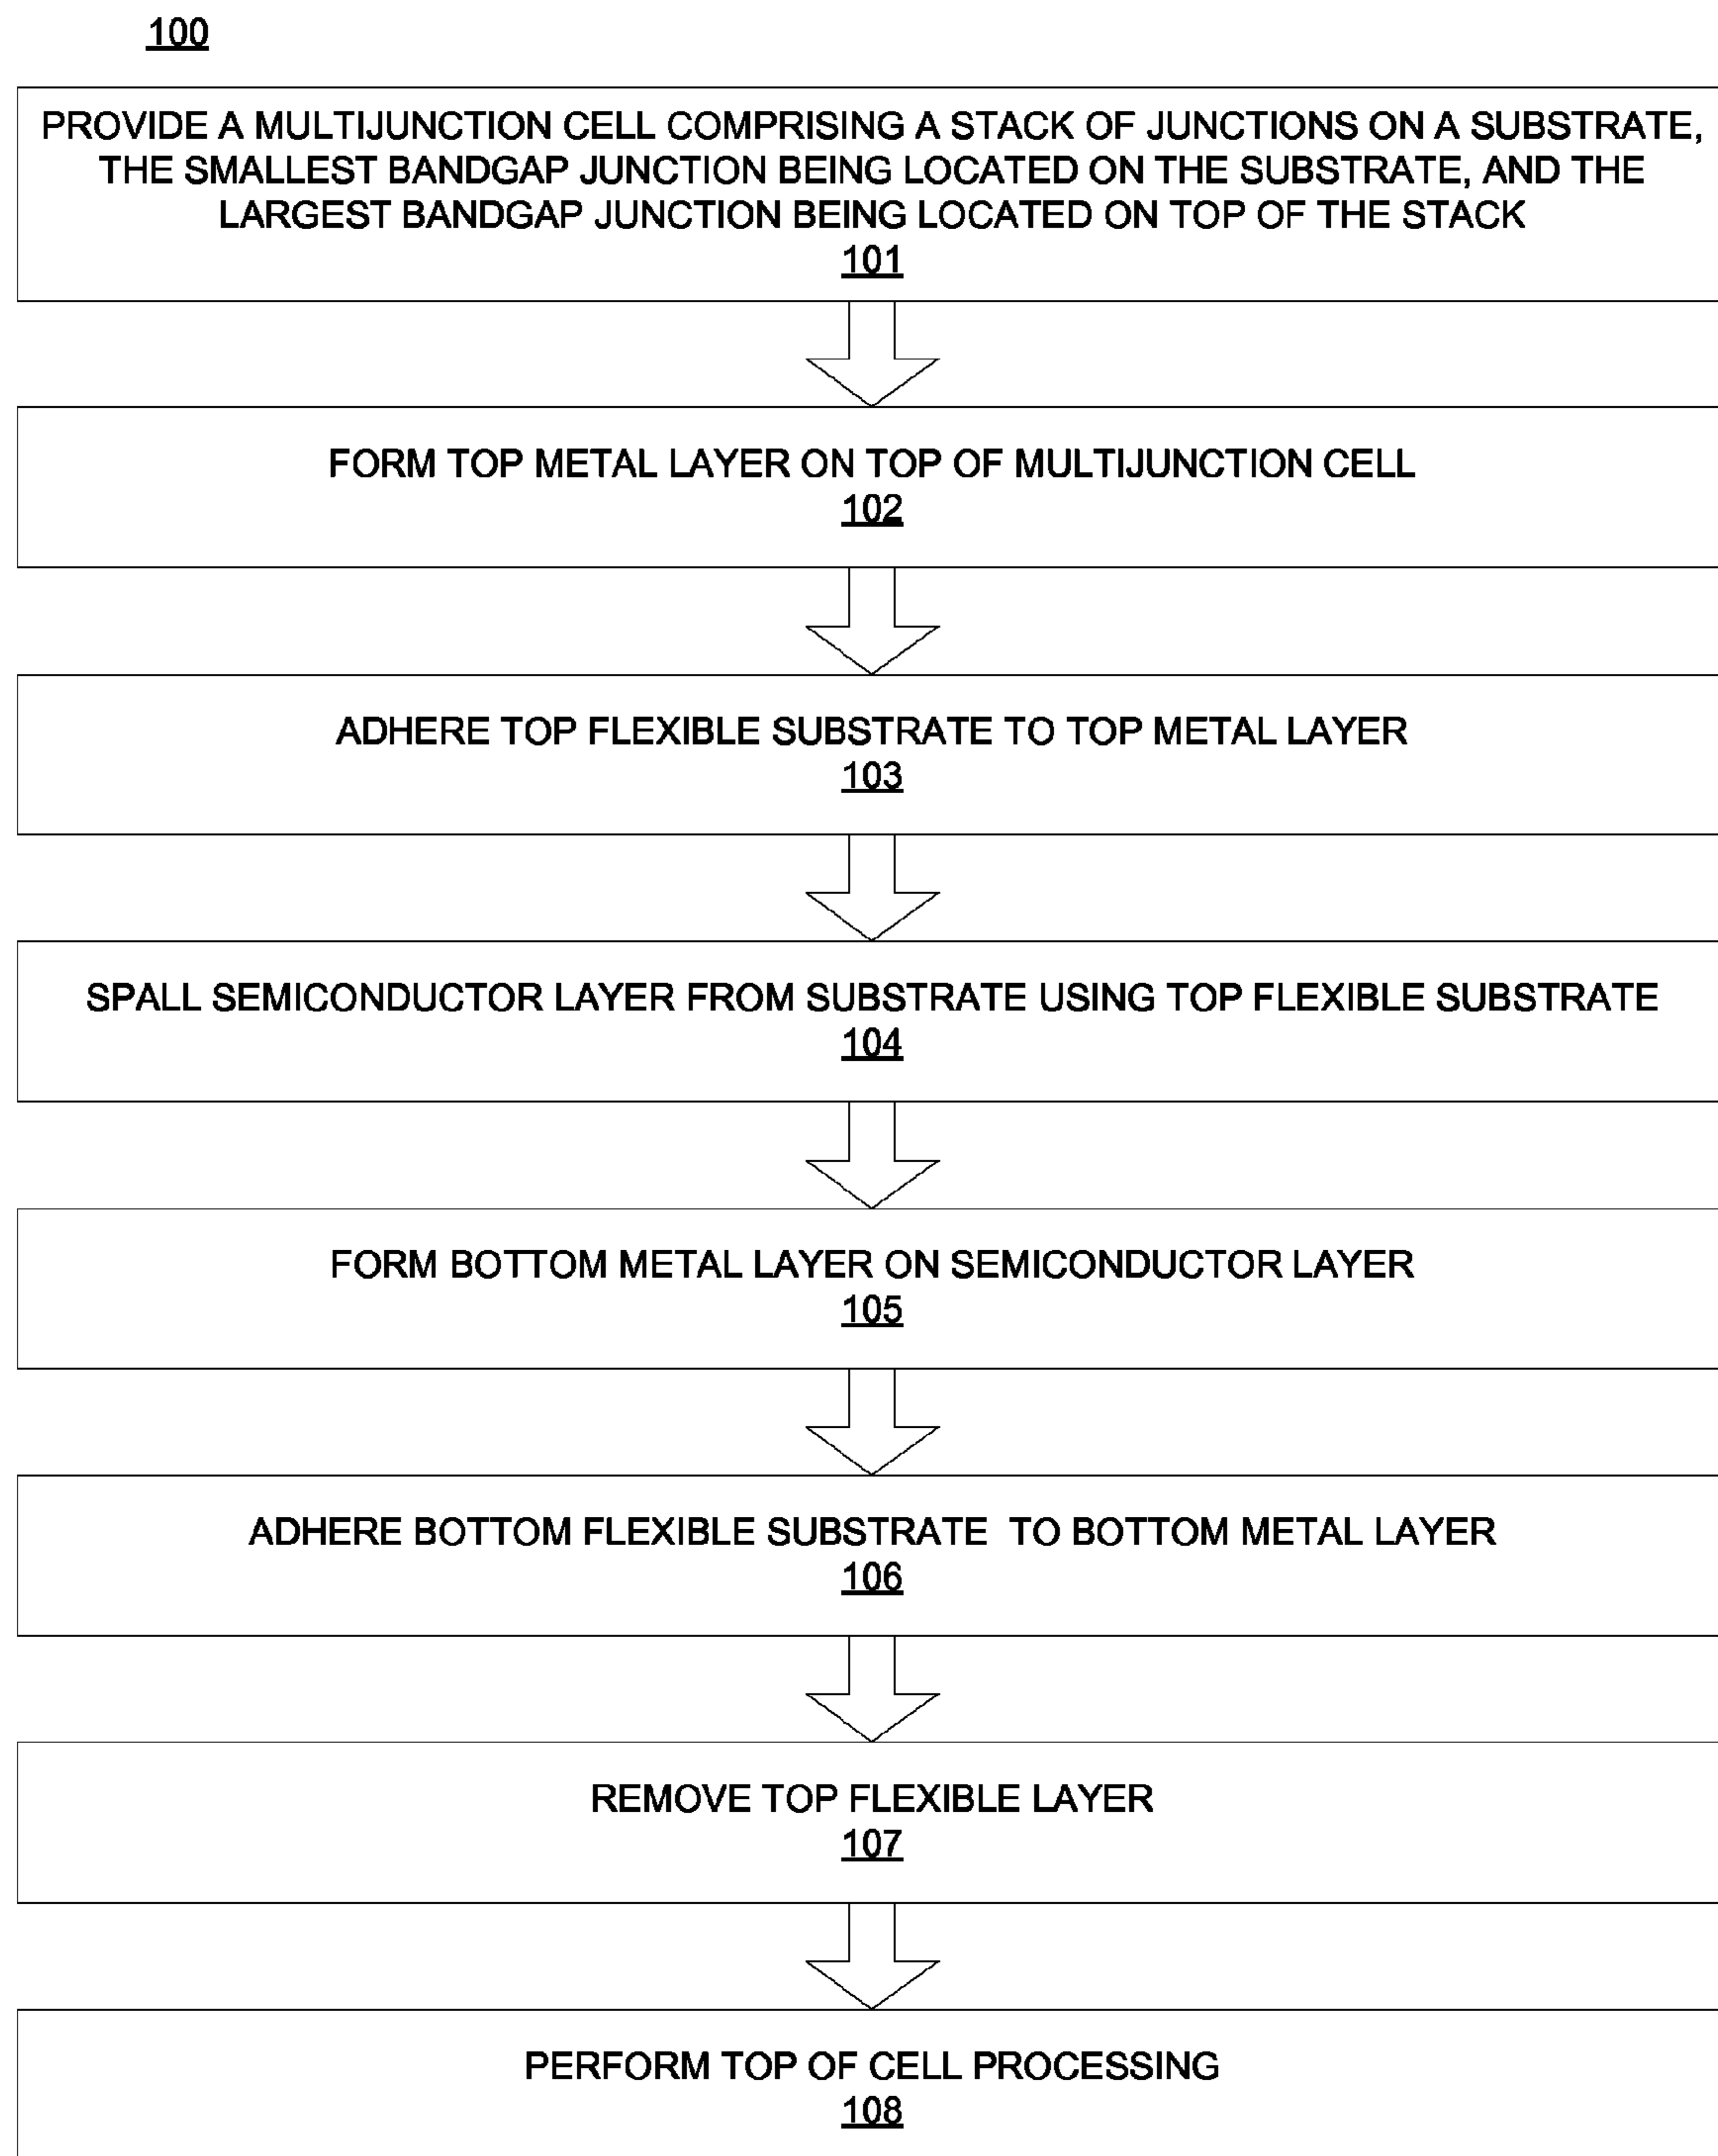 100
PROVIDE A MULTIJUNCTION CELL COMPRISING A STACK OF JUNCTIONS ON A SUBSTRATE,
THE SMALLEST BANDGAP JUNCTION BEING LOCATED ON THE SUBSTRATE, AND THE
LARGEST BANDGAP JUNCTION BEING LOCATED ON TOP OF THE STACK
101
FORM TOP METAL LAYER ON TOP OF MULTIJUNCTION CELL
102
ADHERE TOP FLEXIBLE SUBSTRATE TO TOP METAL LAYER
103
SPALL SEMICONDUCTOR LAYER FROM SUBSTRATE USING TOP FLEXIBLE SUBSTRATE
104
FORM BOTTOM METAL LAYER ON SEMICONDUCTOR LAYER
105
ADHERE BOTTOM FLEXIBLE SUBSTRATE TO BOTTOM METAL LAYER
106
REMOVE TOP FLEXIBLE LAYER
107
PERFORM TOP OF CELL PROCESSING
108